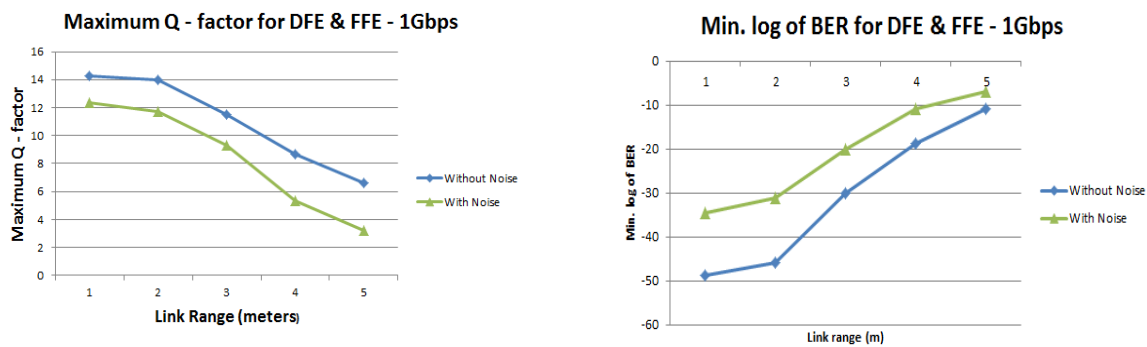 Maximum Q - factor for DFE & FFE - 1Gbps
16
14
12
10
8
6
4
2
0
1 2 3 4 5
Maximum Q - factor
Link Range (meters)
Without Noise
With Noise
Min. log of BER for DFE & FFE - 1Gbps
0
-10
-20
-30
-40
-50
-60
1 2 3 4 5
Min. log of BER
Link range (m)
Without Noise
With Noise